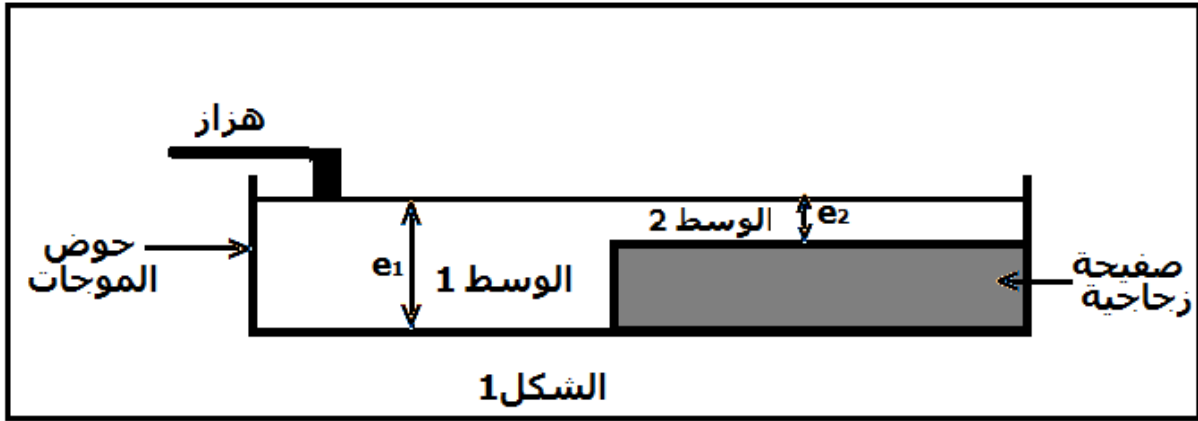 هزاز
الوسط 2
e₂
حوض
الموجات
e₁
الوسط 1
صفيحة
زجاجية
الشكل1